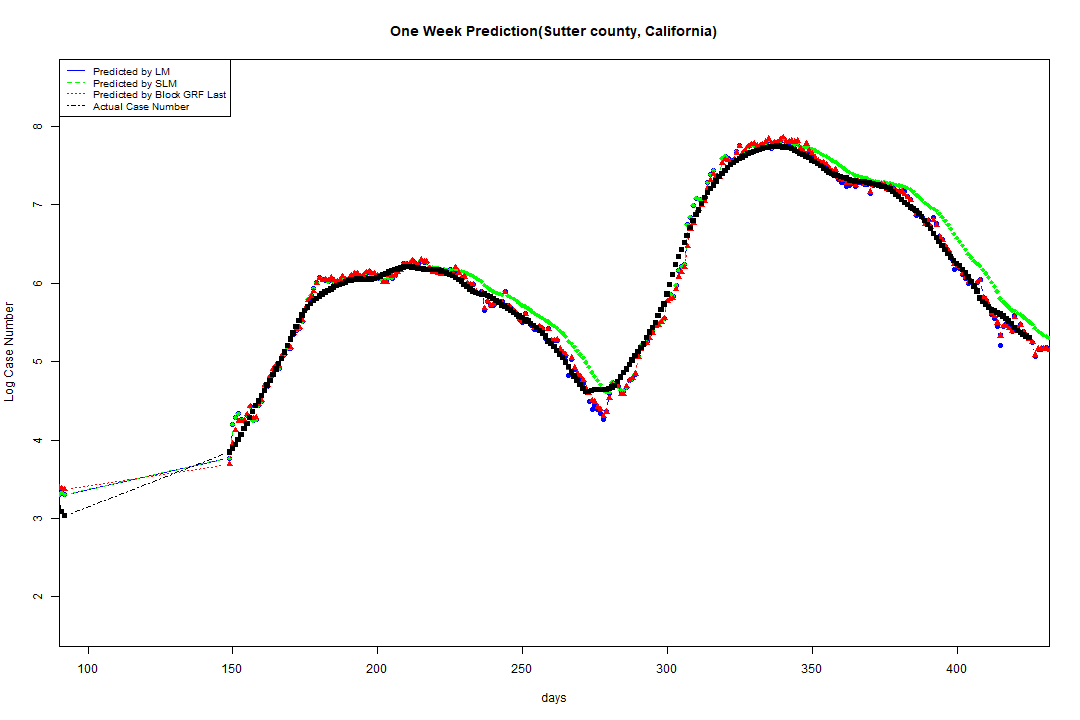 One Week Prediction(Sutter county, California)
Predicted by LM
Predicted by SLM
Predicted by Block GRF Last
Actual Case Number
Log Case Number
8
7
6
5
4
3
2
100 150 200 250 300 350 400
days